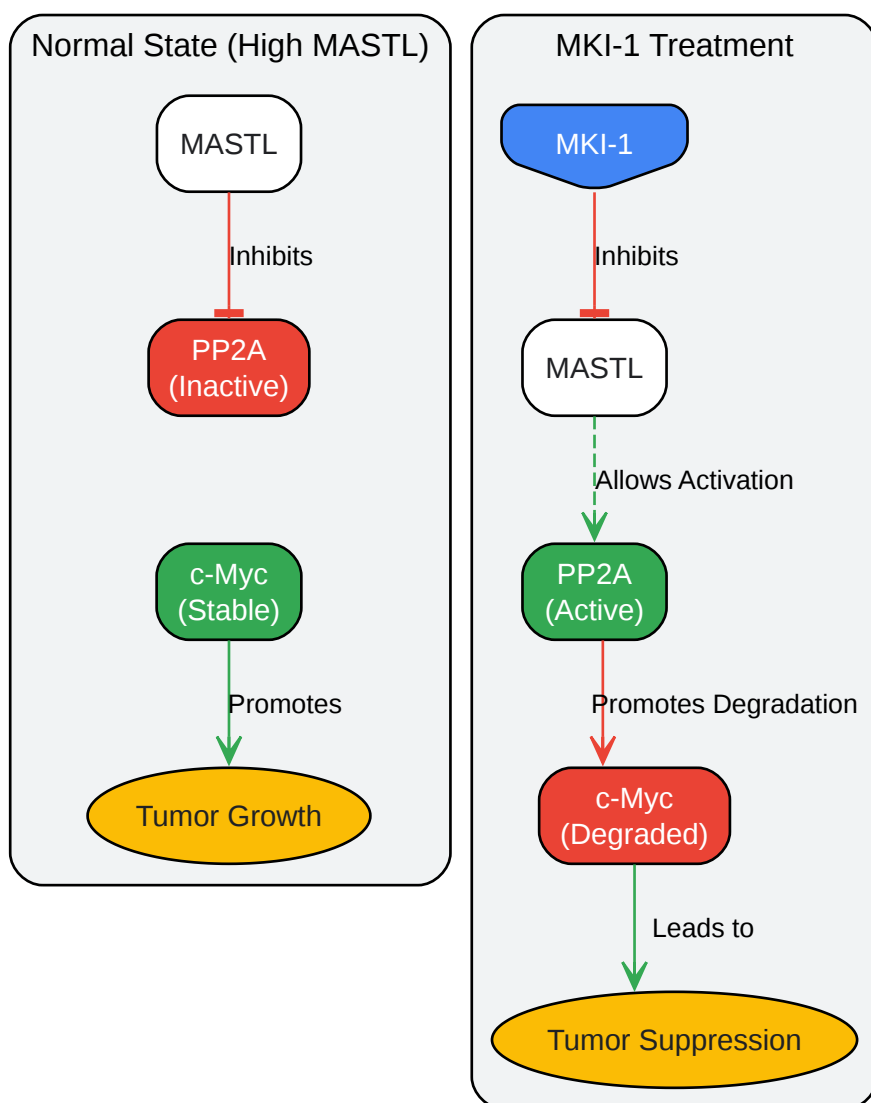 Normal State (High MASTL)
MASTL
Inhibits
PP2A
(Inactive)
c-Myc
(Stable)
Promotes
Tumor Growth
MKI-1 Treatment
MKI-1
Inhibits
MASTL
Allows Activation
PP2A
(Active)
Promotes Degradation
c-Myc
(Degraded)
Leads to
Tumor Suppression